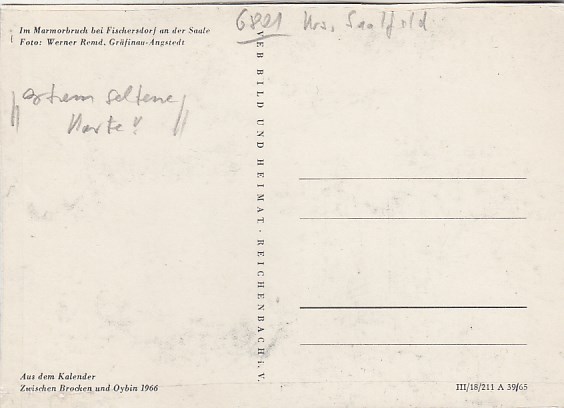 Im Marmorbruch bei Fischersdorf an der Saale
Foto: Werner Remd, Gräfinau-Angstedt
6821 Krs. Saalfeld
"extrem seltene
Karte"
VEB BILD UND HEIMAT · REICHENBACH i. V.
Aus dem Kalender
Zwischen Brocken und Oybin 1966
III/18/211 A 39/65